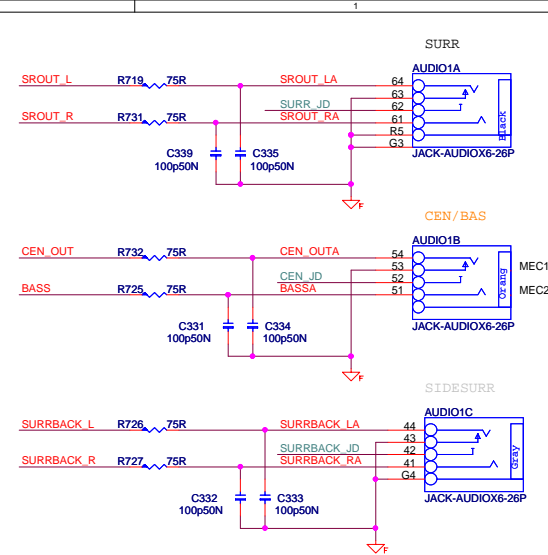 1
SURR
AUDIO1A
SROUT_L R719 75R SROUT_LA 64
63
SURR_JD 62
SROUT_R R731 75R SROUT_RA 61
R5
G3
Black
C339 100p50N
C335 100p50N
JACK-AUDIOX6-26P
F
CEN/BAS
AUDIO1B
CEN_OUT R732 75R CEN_OUTA 54
53
CEN_JD 52
BASS R725 75R BASSA 51
Orang
MEC1
MEC2
C331 100p50N
C334 100p50N
JACK-AUDIOX6-26P
F
SIDESURR
AUDIO1C
SURRBACK_L R726 75R SURRBACK_LA 44
43
SURRBACK_JD 42
SURRBACK_R R727 75R SURRBACK_RA 41
G4
Gray
C332 100p50N
C333 100p50N
JACK-AUDIOX6-26P
F